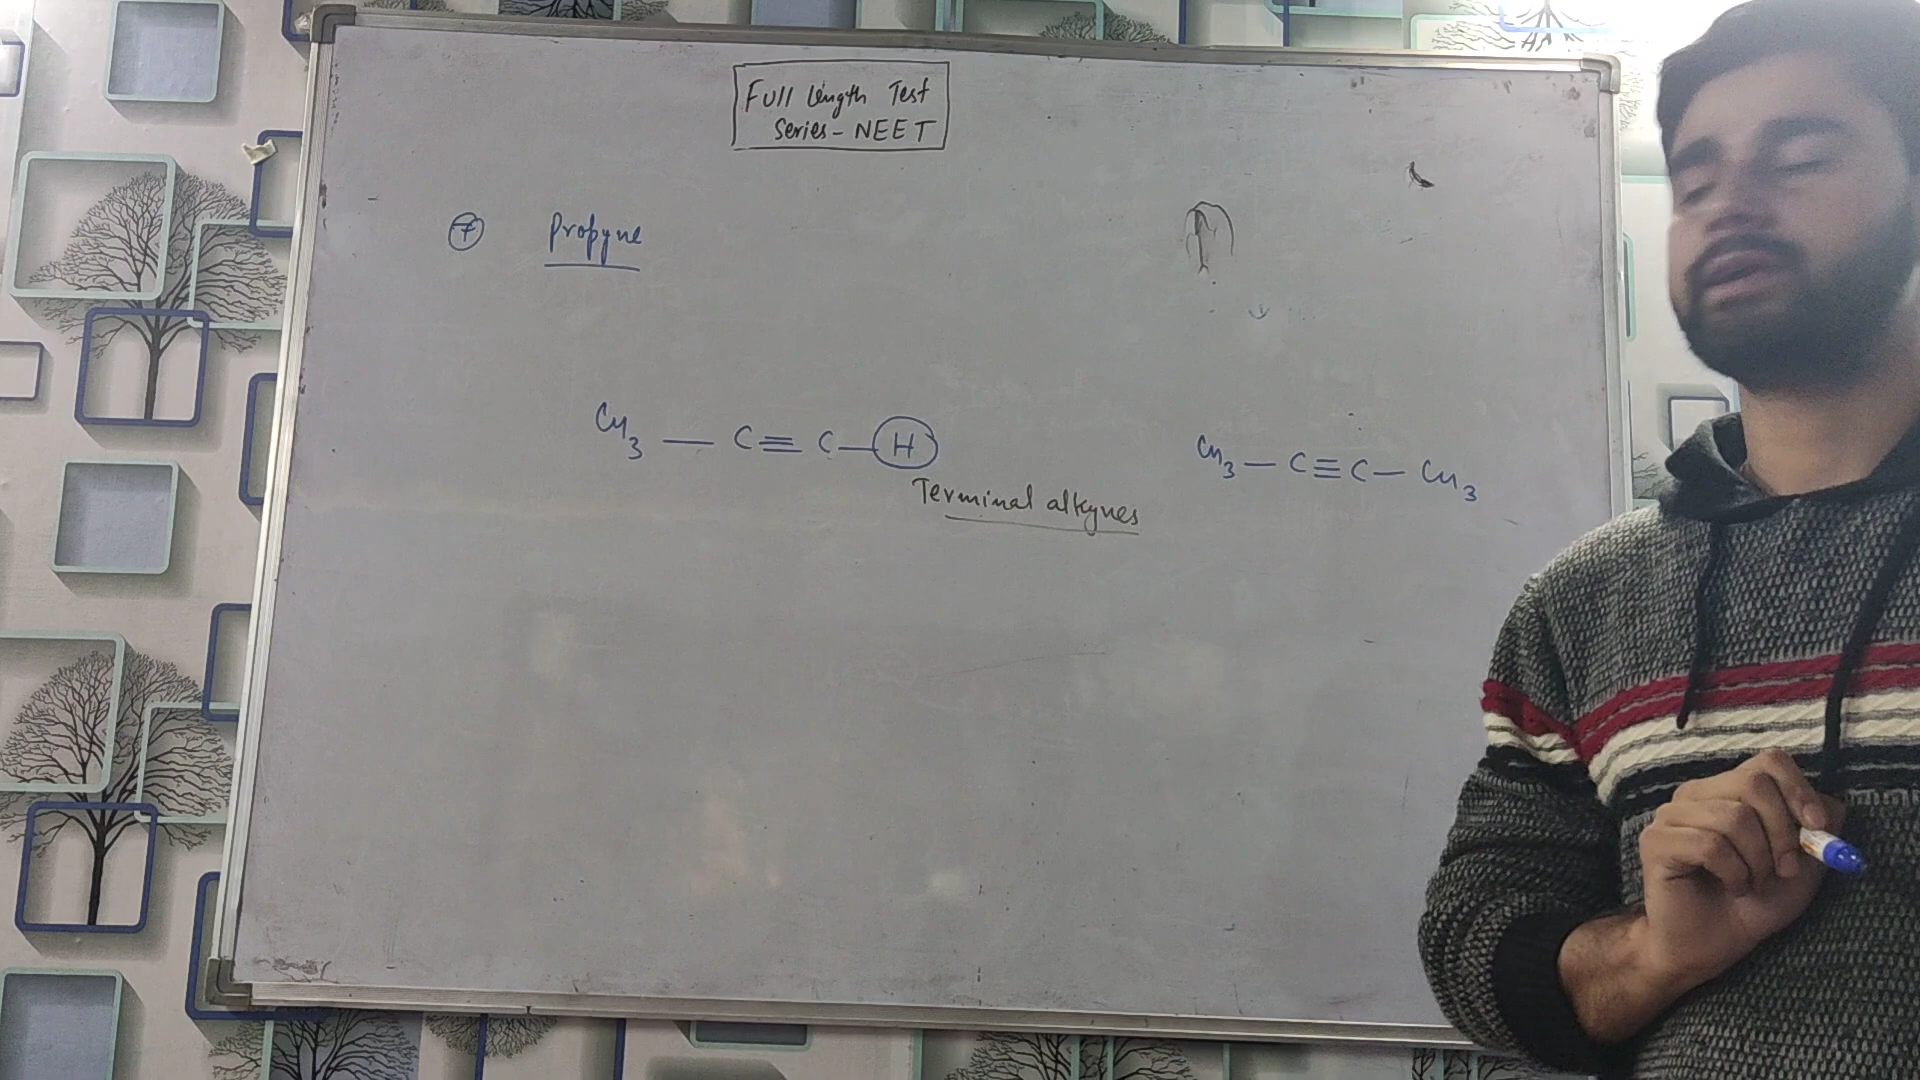 Full Length Test
Series - NEET
7 Propyne
CH3 — C≡C—H
Terminal alkynes
CH3 — C≡C — CH3